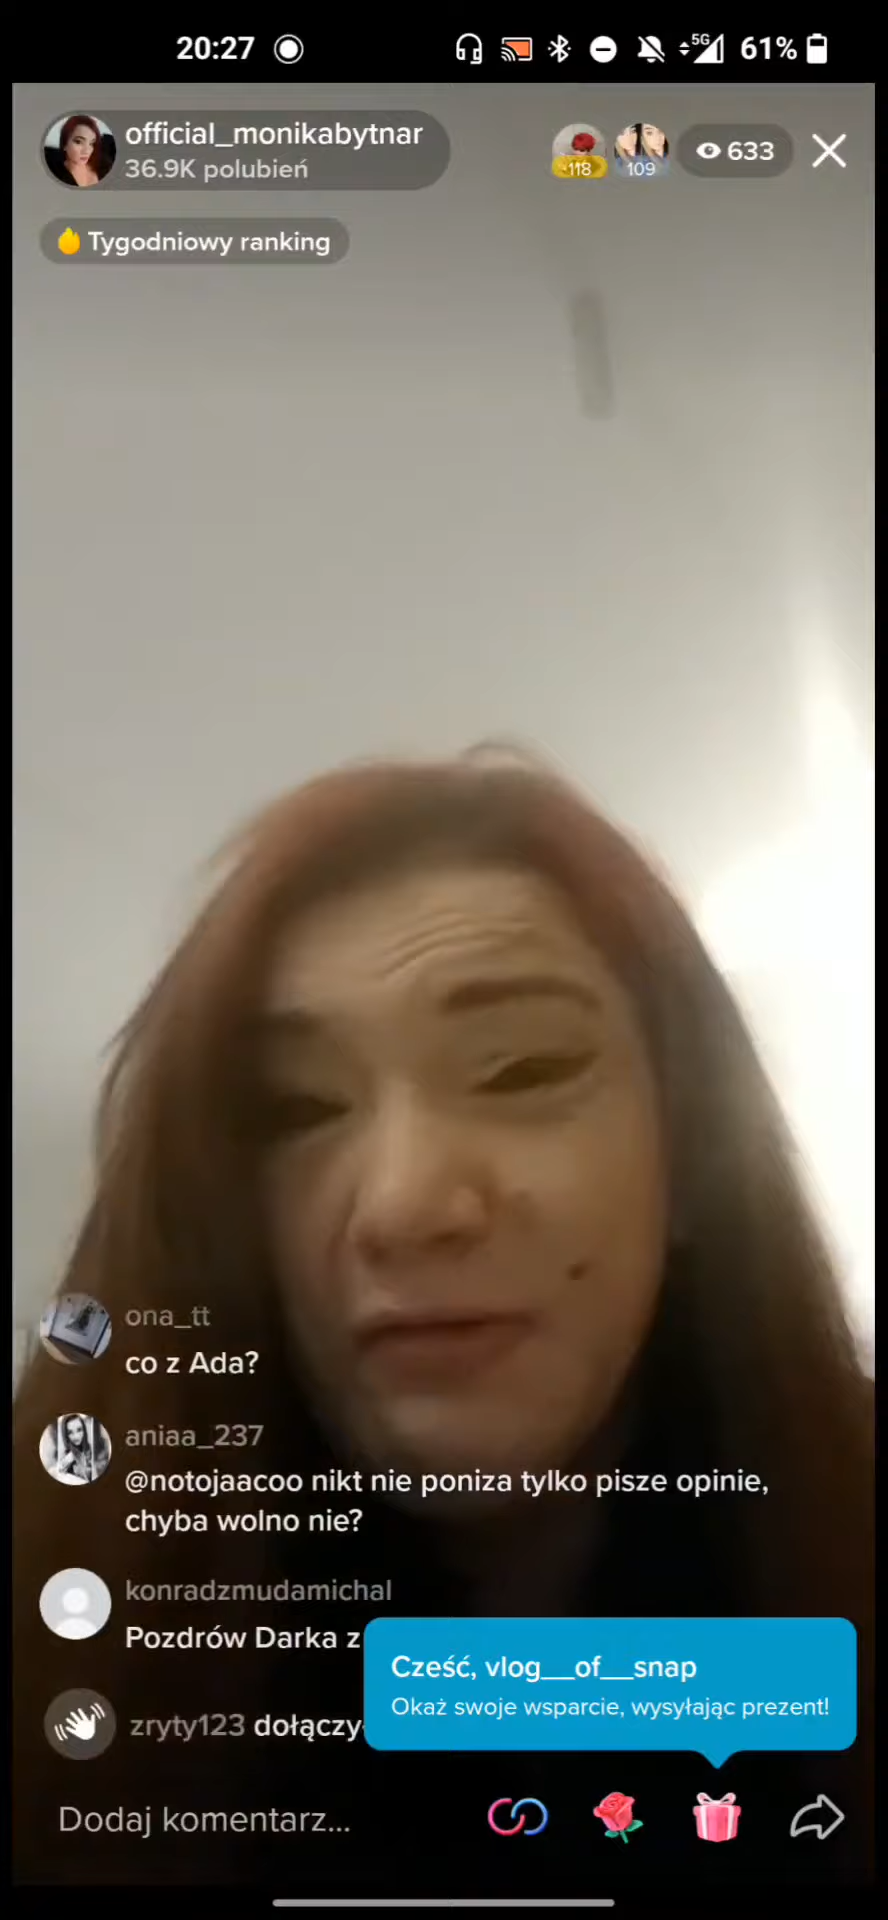 20:27
5G
61%
official_monikabytnar
36.9K polubień
118
109
633
Tygodniowy ranking
ona_tt
co z Ada?
aniaa_237
@notojaacoo nikt nie poniza tylko pisze opinie,
chyba wolno nie?
konradzmudamichal
Pozdrów Darka z
Cześć, vlog__of__snap
Okaż swoje wsparcie, wysyłając prezent!
zryty123 dołączy
Dodaj komentarz...